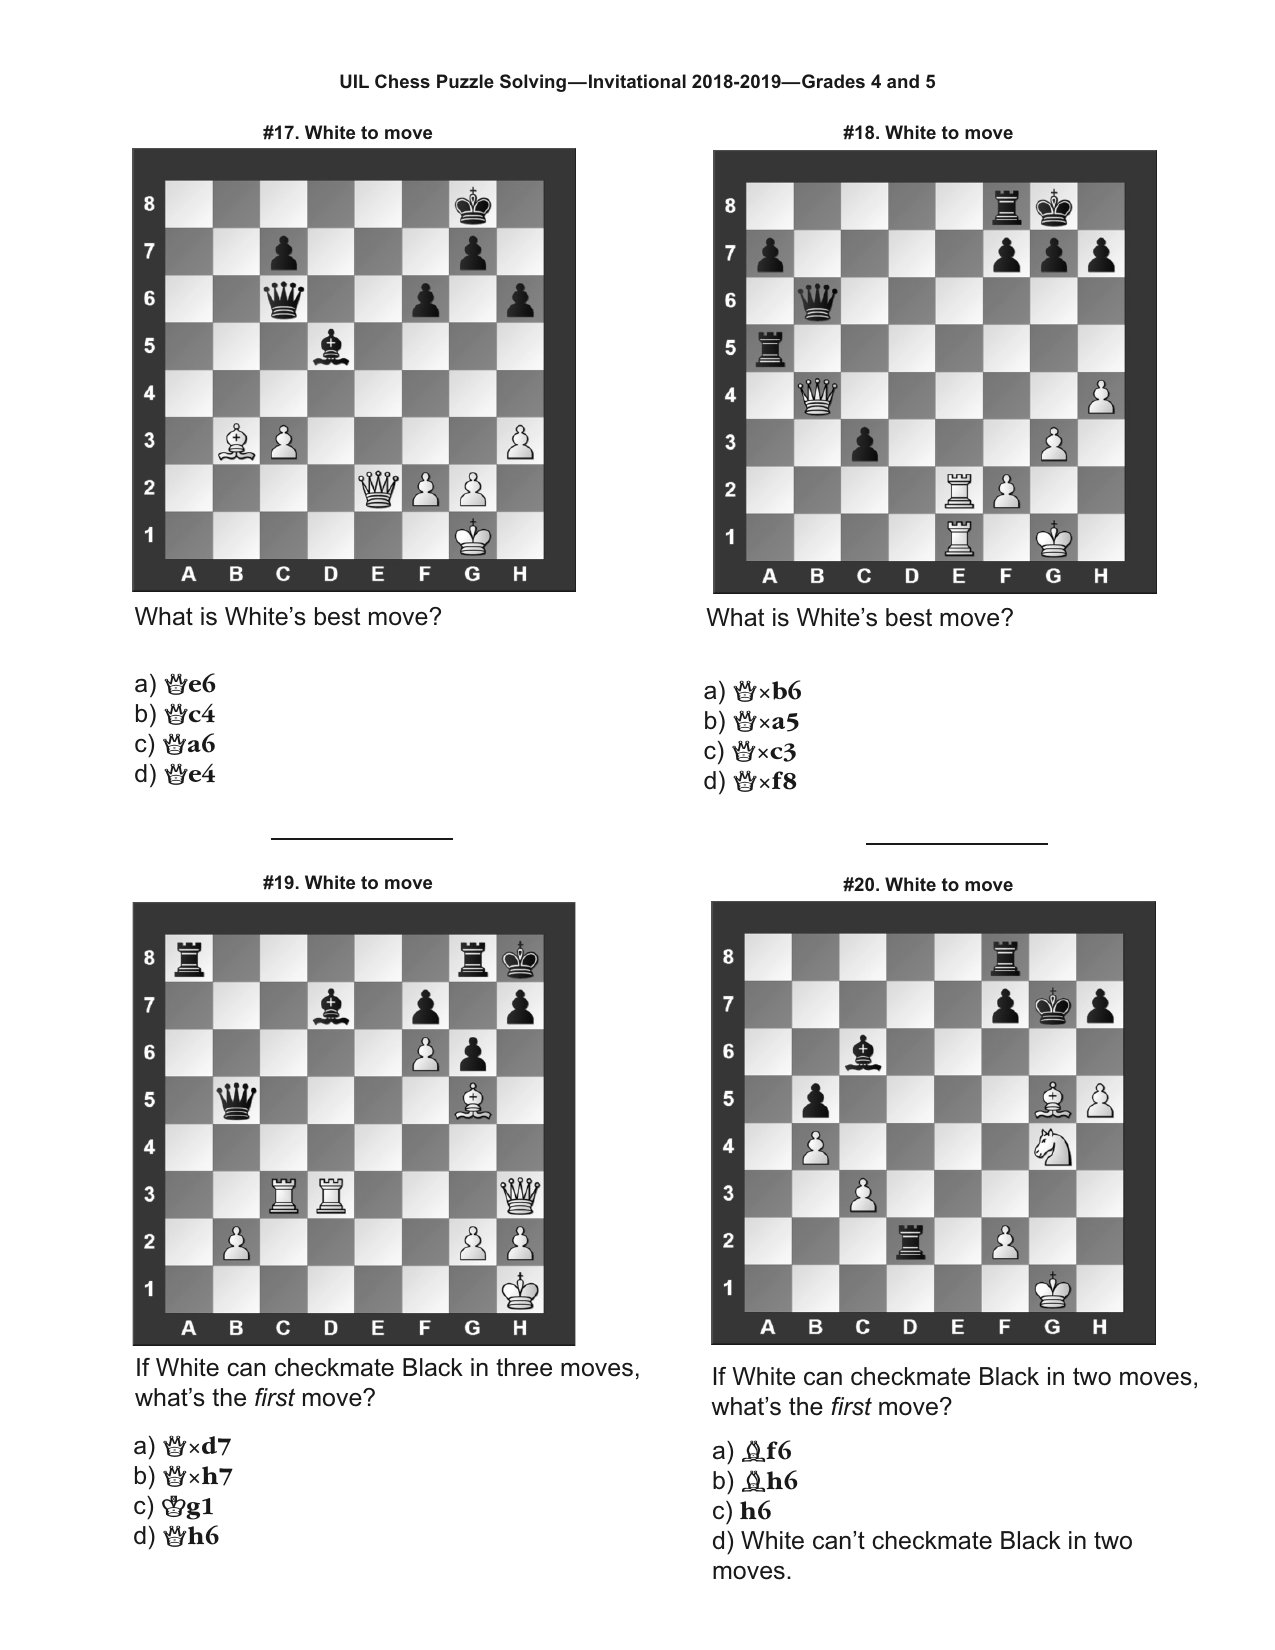 UIL Chess Puzzle Solving—Invitational 2018-2019—Grades 4 and 5
#17. White to move
8
7
6
5
4
3
2
1
A B C D E F G H
What is White's best move?
a) ♕e6
b) ♕c4
c) ♕a6
d) ♕e4
#18. White to move
8
7
6
5
4
3
2
1
A B C D E F G H
What is White's best move?
a) ♕×b6
b) ♕×a5
c) ♕×c3
d) ♕×f8
#19. White to move
8
7
6
5
4
3
2
1
A B C D E F G H
If White can checkmate Black in three moves,
what's the first move?
a) ♕×d7
b) ♕×h7
c) ♔g1
d) ♕h6
#20. White to move
8
7
6
5
4
3
2
1
A B C D E F G H
If White can checkmate Black in two moves,
what's the first move?
a) ♗f6
b) ♗h6
c) h6
d) White can't checkmate Black in two
moves.